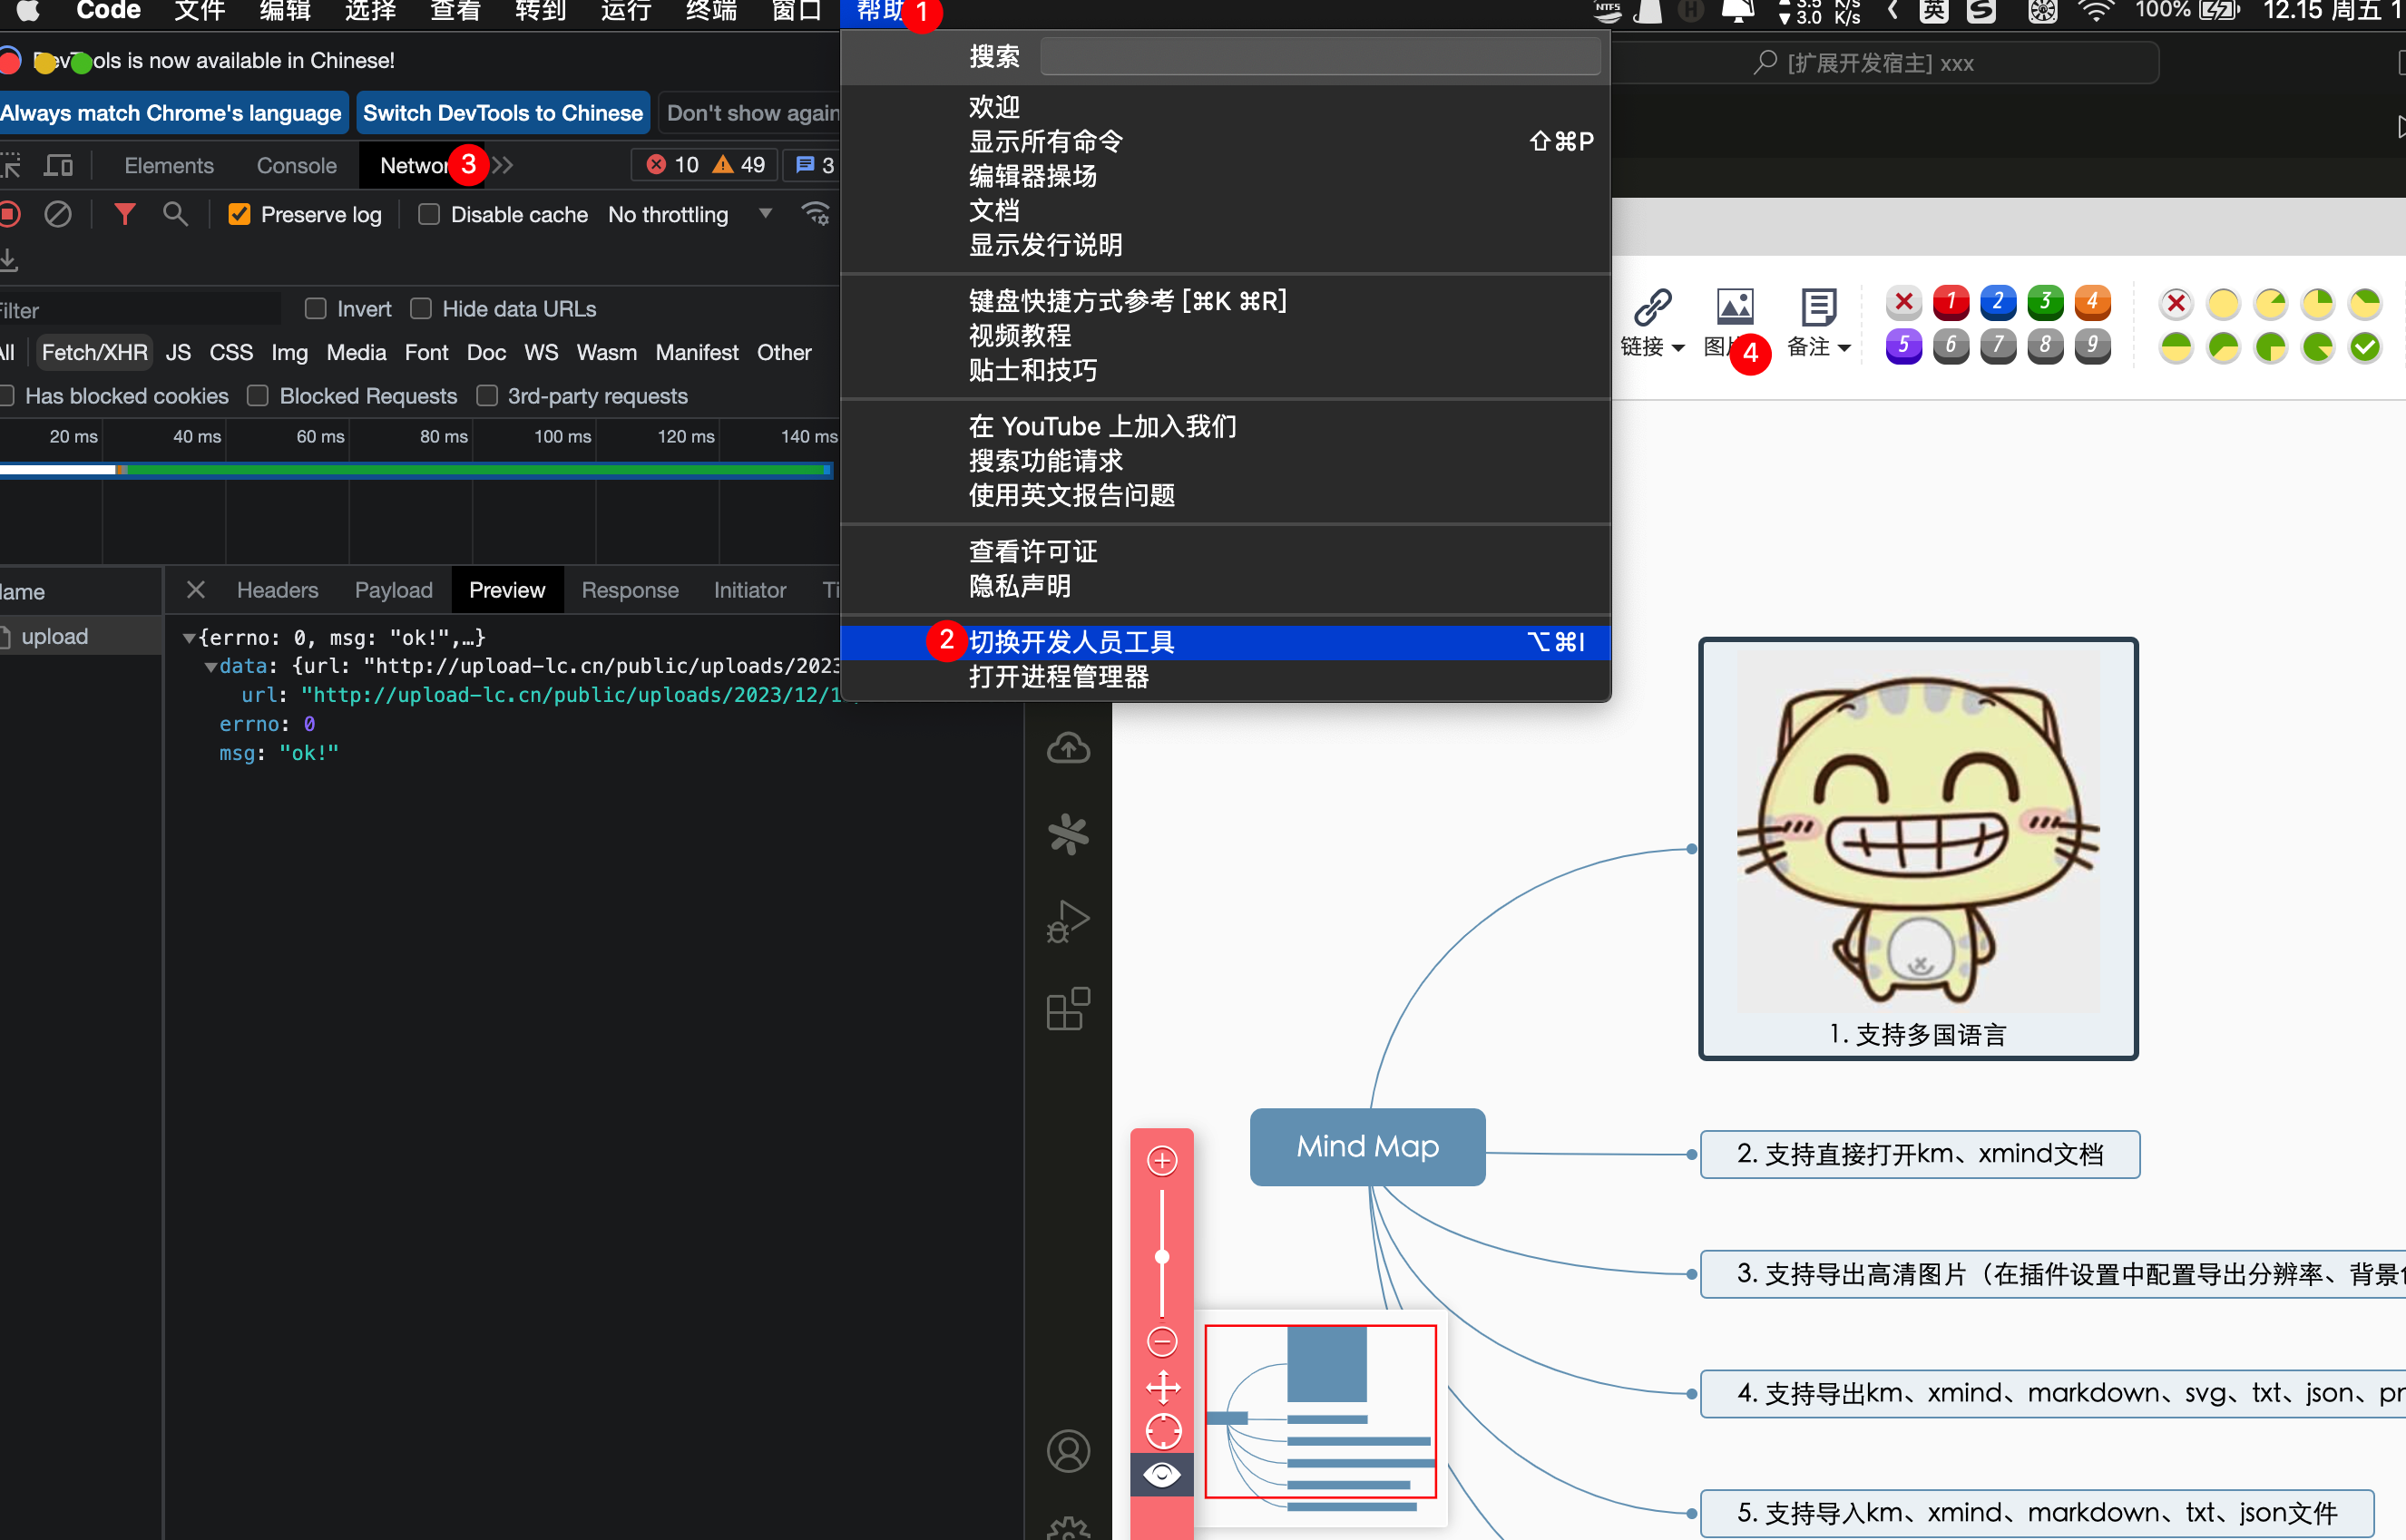 Code 文件 编辑 选择 查看 转到 运行 终端 窗口 帮助 1
NTFS 3.5 K/s 3.0 K/s 英 100% 12.15 周五
DevTools is now available in Chinese!
Always match Chrome's language Switch DevTools to Chinese Don't show again
Elements Console Networ 3 10 49 3
Preserve log Disable cache No throttling
Filter Invert Hide data URLs
All Fetch/XHR JS CSS Img Media Font Doc WS Wasm Manifest Other
Has blocked cookies Blocked Requests 3rd-party requests
20 ms 40 ms 60 ms 80 ms 100 ms 120 ms 140 ms
Name
upload
Headers Payload Preview Response Initiator Ti
{errno: 0, msg: "ok!",…}
data: {url: "http://upload-lc.cn/public/uploads/2023
url: "http://upload-lc.cn/public/uploads/2023/12/1
errno: 0
msg: "ok!"
搜索
欢迎
显示所有命令 ⇧⌘P
编辑器操场
文档
显示发行说明
键盘快捷方式参考 [⌘K ⌘R]
视频教程
贴士和技巧
在 YouTube 上加入我们
搜索功能请求
使用英文报告问题
查看许可证
隐私声明
2 切换开发人员工具 ⌥⌘I
打开进程管理器
[扩展开发宿主] xxx
链接 图片 4 备注
1 2 3 4
5 6 7 8 9
1. 支持多国语言
Mind Map
2. 支持直接打开km、xmind文档
3. 支持导出高清图片（在插件设置中配置导出分辨率、背景
4. 支持导出km、xmind、markdown、svg、txt、json、pn
5. 支持导入km、xmind、markdown、txt、json文件